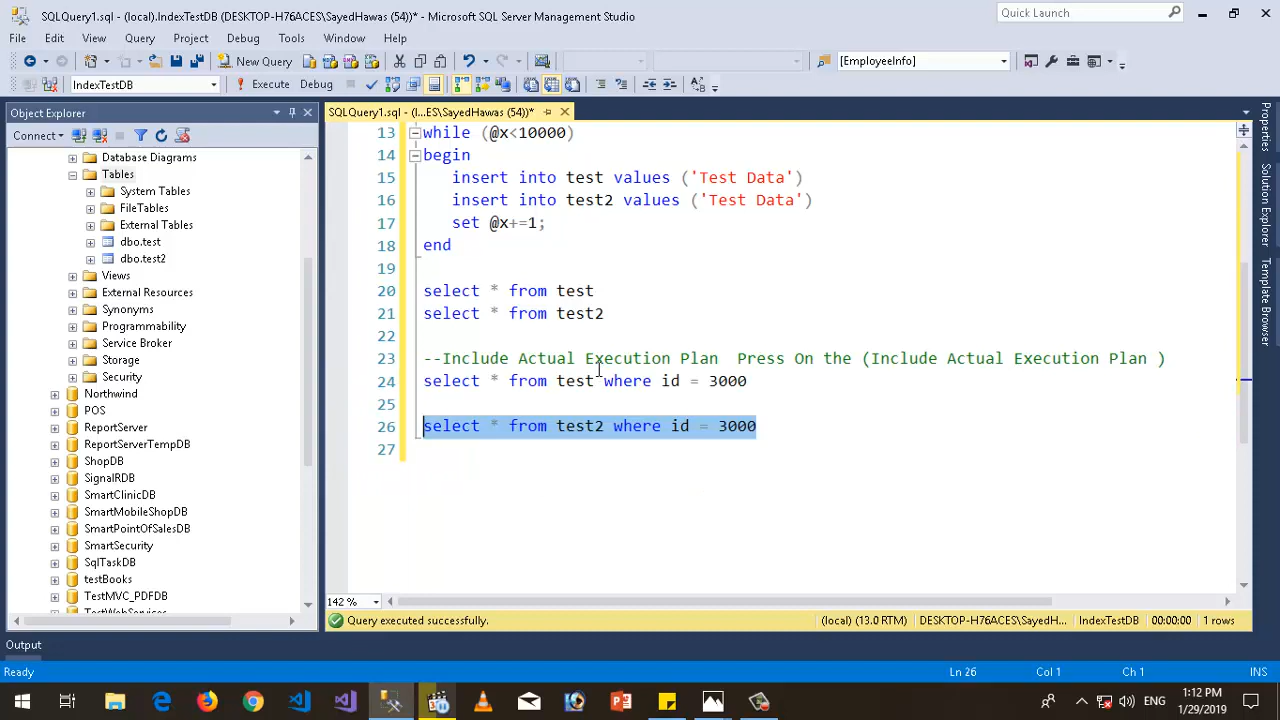 SQLQuery1.sql - (local).IndexTestDB (DESKTOP-H76ACES\SayedHawas (54))* - Microsoft SQL Server Management Studio
Quick Launch
File Edit View Query Project Debug Tools Window Help
New Query
[EmployeeInfo]
IndexTestDB
Execute Debug
Object Explorer
SQLQuery1.sql - (l...ES\SayedHawas (54))*
Connect
Database Diagrams
Tables
System Tables
FileTables
External Tables
dbo.test
dbo.test2
Views
External Resources
Synonyms
Programmability
Service Broker
Storage
Security
Northwind
POS
ReportServer
ReportServerTempDB
ShopDB
SignalRDB
SmartClinicDB
SmartMobileShopDB
SmartPointOfSalesDB
SmartSecurity
SqlTaskDB
testBooks
TestMVC_PDFDB
TestWebServices
13 while (@x<10000)
14 begin
15 insert into test values ('Test Data')
16 insert into test2 values ('Test Data')
17 set @x+=1;
18 end
19
20 select * from test
21 select * from test2
22
23 --Include Actual Execution Plan  Press On the (Include Actual Execution Plan )
24 select * from test where id = 3000
25
26 select * from test2 where id = 3000
27
Properties
Solution Explorer
Template Browser
142 %
Query executed successfully.
(local) (13.0 RTM) DESKTOP-H76ACES\SayedH... IndexTestDB 00:00:00 1 rows
Output
Ready
Ln 26 Col 1 Ch 1 INS
ENG
1:12 PM
1/29/2019